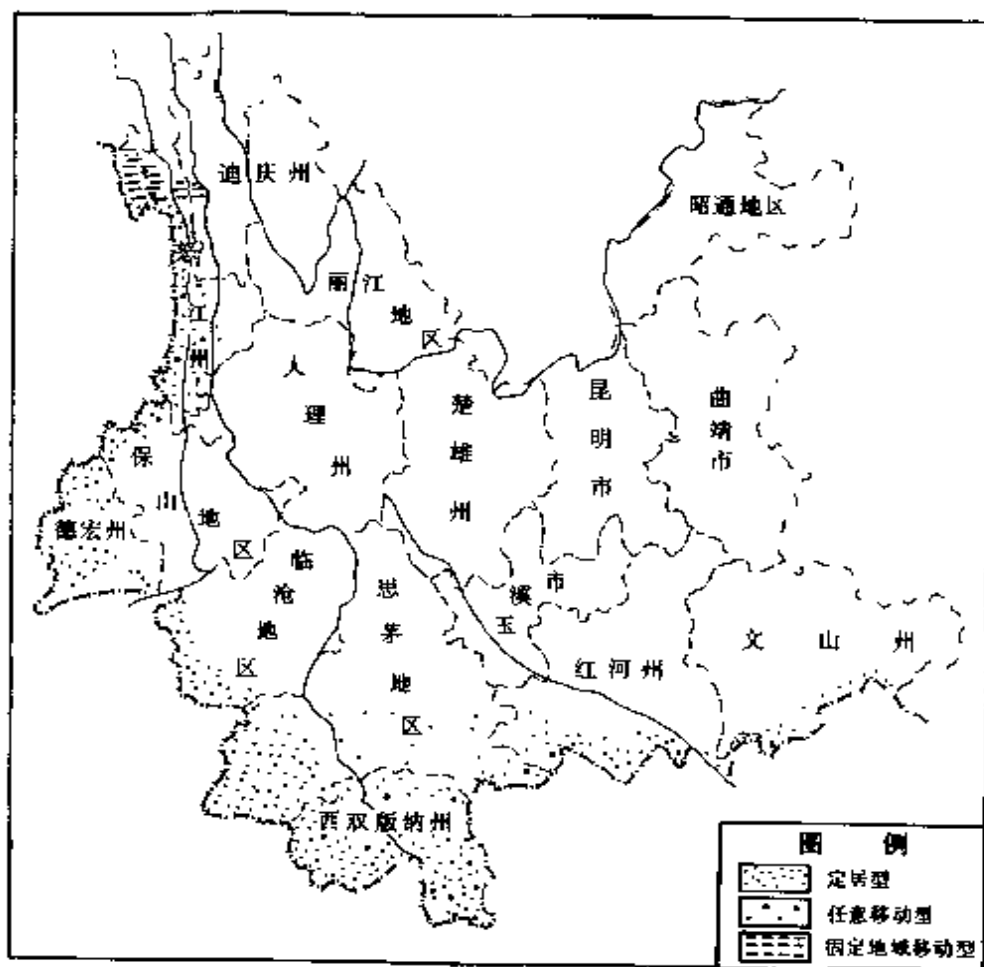 迪庆州
昭通地区
怒江州
丽江地区
大理州
楚雄州
昆明市
曲靖市
保山地区
德宏州
临沧地区
思茅地区
玉溪市
红河州
文山州
西双版纳州
图 例
定居型
任意移动型
固定地域移动型